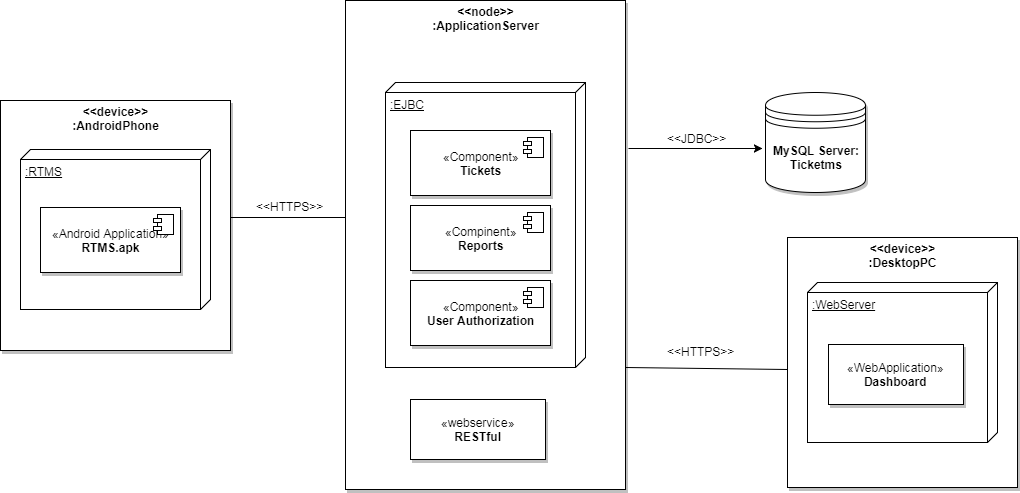 <<node>>
:ApplicationServer
<<device>>
:AndroidPhone
:RTMS
«Android Application»
RTMS.apk
<<HTTPS>>
:EJBC
«Component»
Tickets
«Compinent»
Reports
«Component»
User Authorization
«webservice»
RESTful
<<JDBC>>
MySQL Server:
Ticketms
<<HTTPS>>
<<device>>
:DesktopPC
:WebServer
«WebApplication»
Dashboard